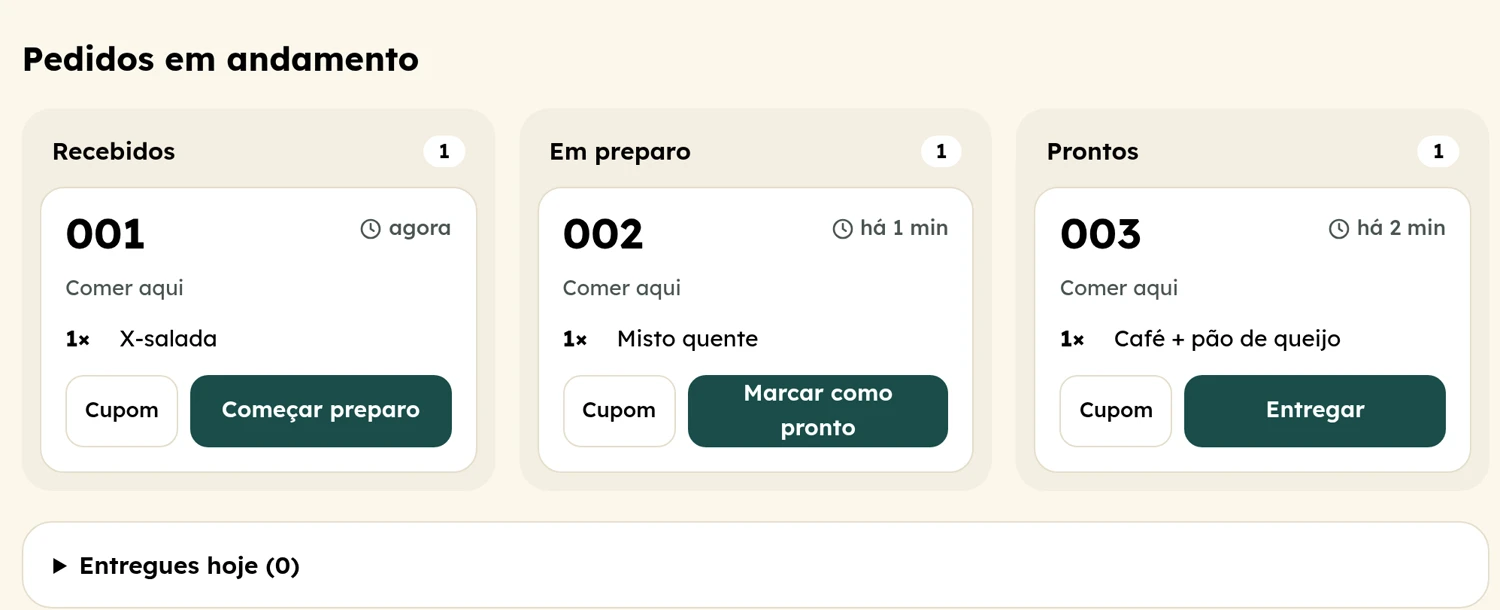 Pedidos em andamento
Recebidos 1
001 agora
Comer aqui
1× X-salada
Cupom Começar preparo
Em preparo 1
002 há 1 min
Comer aqui
1× Misto quente
Cupom Marcar como
pronto
Prontos 1
003 há 2 min
Comer aqui
1× Café + pão de queijo
Cupom Entregar
Entregues hoje (0)